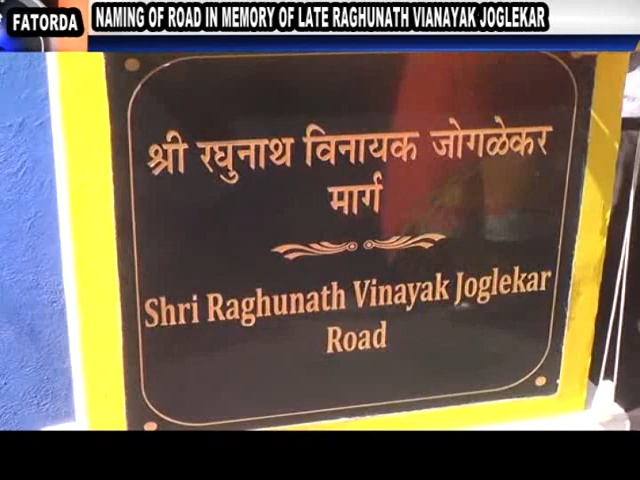 FATORDA
NAMING OF ROAD IN MEMORY OF LATE RAGHUNATH VIANAYAK JOGLEKAR
श्री रघुनाथ विनायक जोगळेकर
मार्ग
Shri Raghunath Vinayak Joglekar
Road